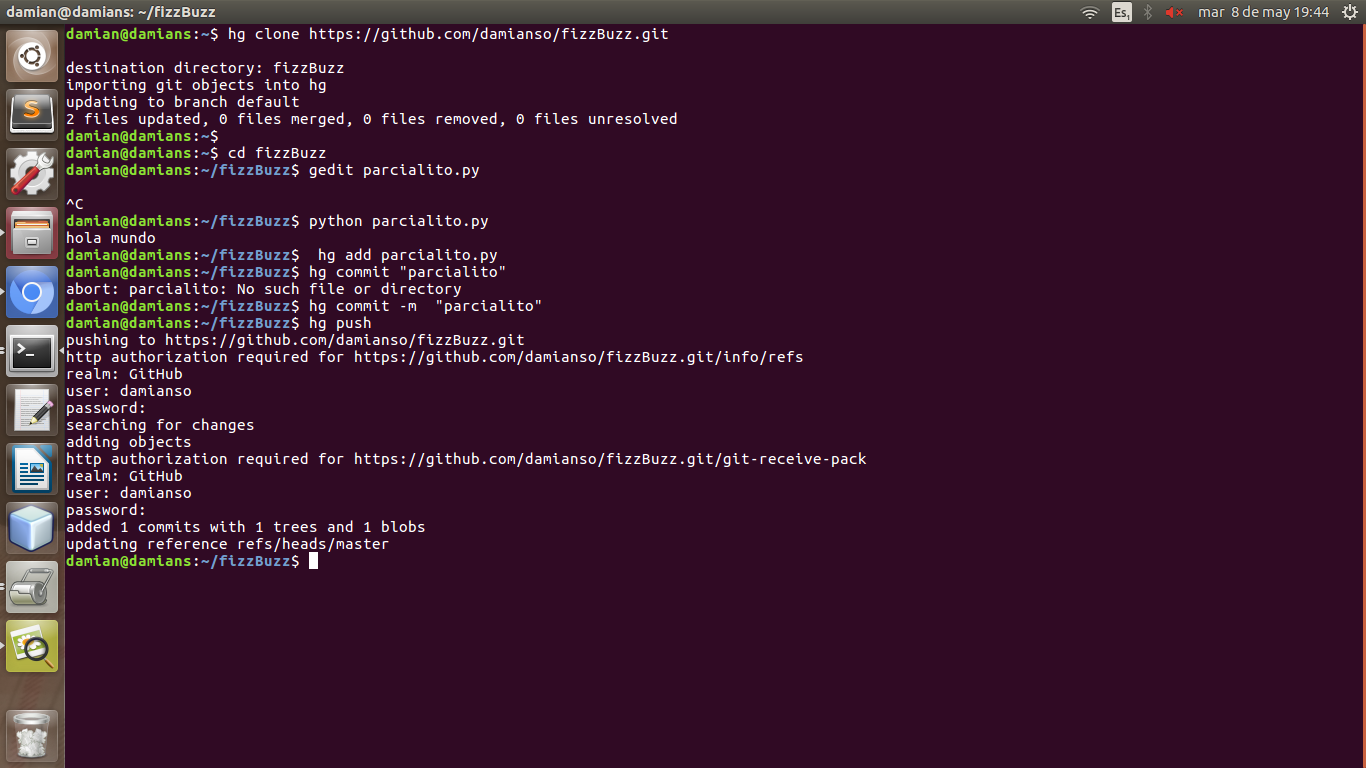 damian@damians: ~/fizzBuzz
Es1
mar 8 de may 19:44
damian@damians:~$ hg clone https://github.com/damianso/fizzBuzz.git
destination directory: fizzBuzz
importing git objects into hg
updating to branch default
2 files updated, 0 files merged, 0 files removed, 0 files unresolved
damian@damians:~$
damian@damians:~$ cd fizzBuzz
damian@damians:~/fizzBuzz$ gedit parcialito.py
^C
damian@damians:~/fizzBuzz$ python parcialito.py
hola mundo
damian@damians:~/fizzBuzz$  hg add parcialito.py
damian@damians:~/fizzBuzz$ hg commit "parcialito"
abort: parcialito: No such file or directory
damian@damians:~/fizzBuzz$ hg commit -m  "parcialito"
damian@damians:~/fizzBuzz$ hg push
pushing to https://github.com/damianso/fizzBuzz.git
http authorization required for https://github.com/damianso/fizzBuzz.git/info/refs
realm: GitHub
user: damianso
password:
searching for changes
adding objects
http authorization required for https://github.com/damianso/fizzBuzz.git/git-receive-pack
realm: GitHub
user: damianso
password:
added 1 commits with 1 trees and 1 blobs
updating reference refs/heads/master
damian@damians:~/fizzBuzz$